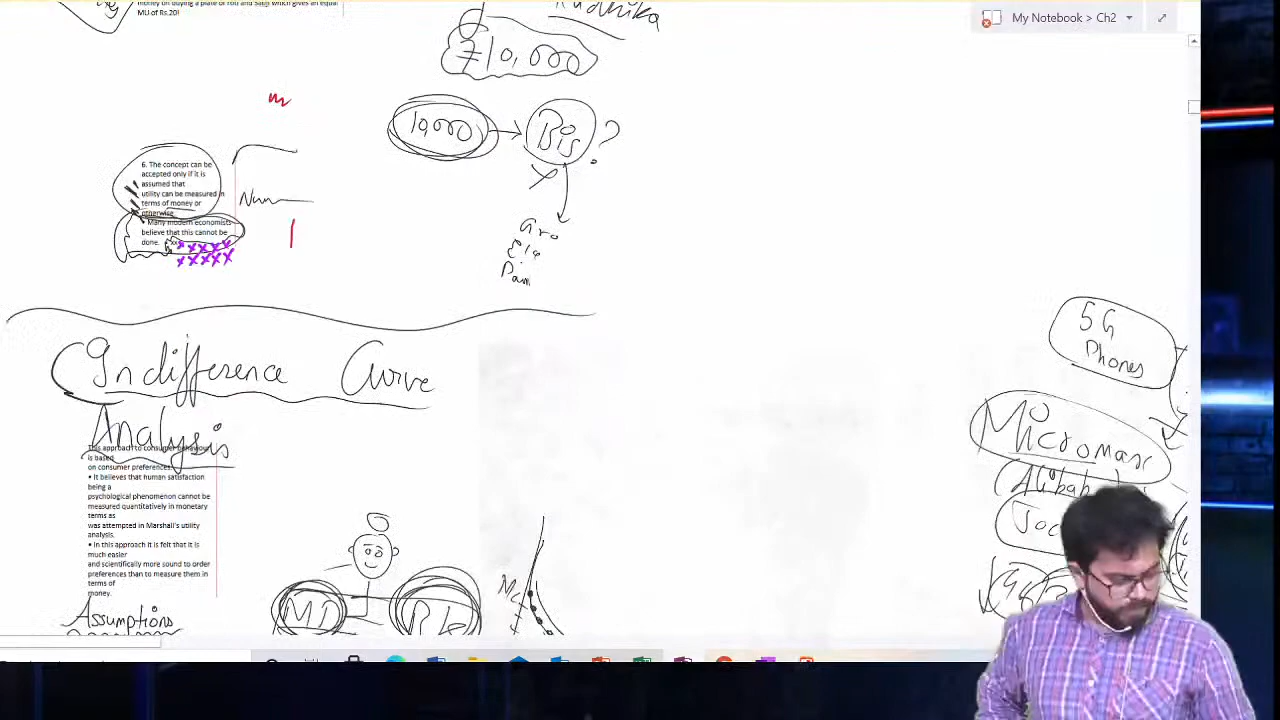 money on buying a plate of roti and Sabji which gives an equal
MU of Rs.20!
My Notebook > Ch2
Radhika
₹10,000
10,000
Bis ?
6. The concept can be
accepted only if it is
assumed that
utility can be measured in
terms of money or
otherwise.
• Many modern economists
believe that this cannot be
done.
Num
Gro
Indifference Curve
Analysis
This approach to consumer behaviour
is based
on consumer preferences.
• It believes that human satisfaction
being a
psychological phenomenon cannot be
measured quantitatively in monetary
terms as
was attempted in Marshall's utility
analysis.
• In this approach it is felt that it is
much easier
and scientifically more sound to order
preferences than to measure them in
terms of
money.
Assumptions
5G
Phones
Micromax